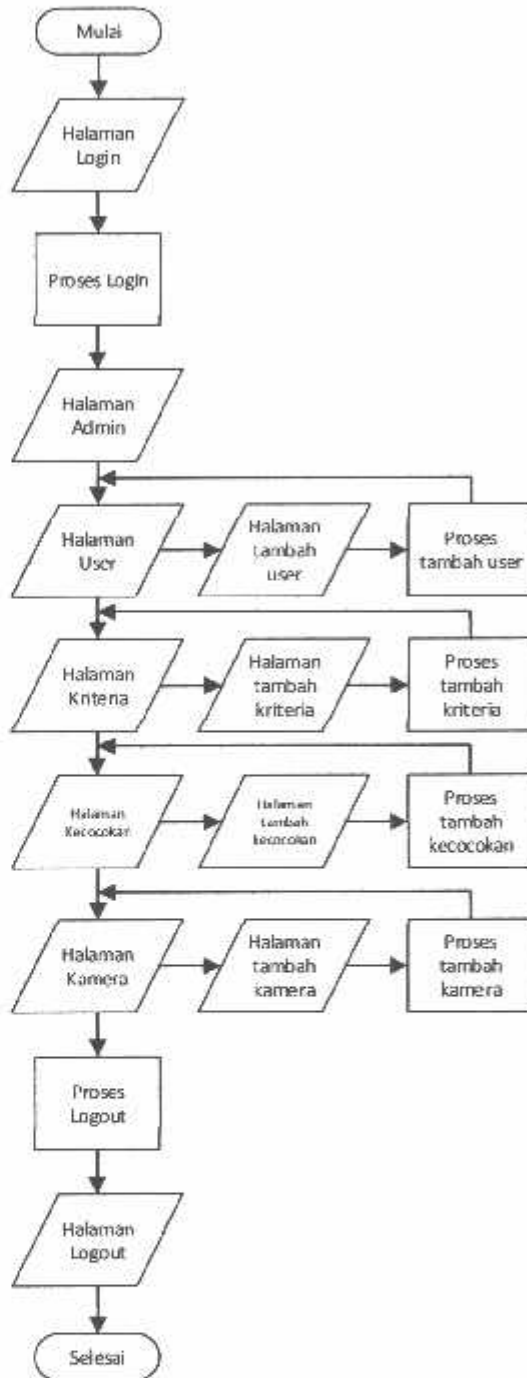 Mulai
Halaman
Login
Proses Login
Halaman
Admin
Halaman
User
Halaman
tambah
user
Proses
tambah user
Halaman
Kriteria
Halaman
tambah
kriteria
Proses
tambah
kriteria
Halaman
Kecocokan
Halaman
tambah
kecocokan
Proses
tambah
kecocokan
Halaman
Kamera
Halaman
tambah
kamera
Proses
tambah
kamera
Proses
Logout
Halaman
Logout
Selesai